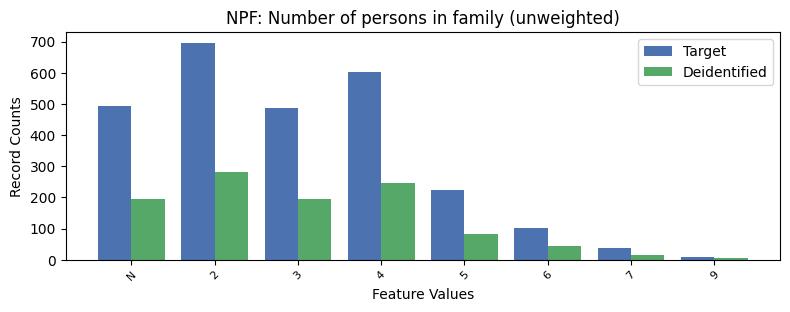 NPF: Number of persons in family (unweighted)
Target
Deidentified
Record Counts
700
600
500
400
300
200
100
0
N 2 3 4 5 6 7 9
Feature Values